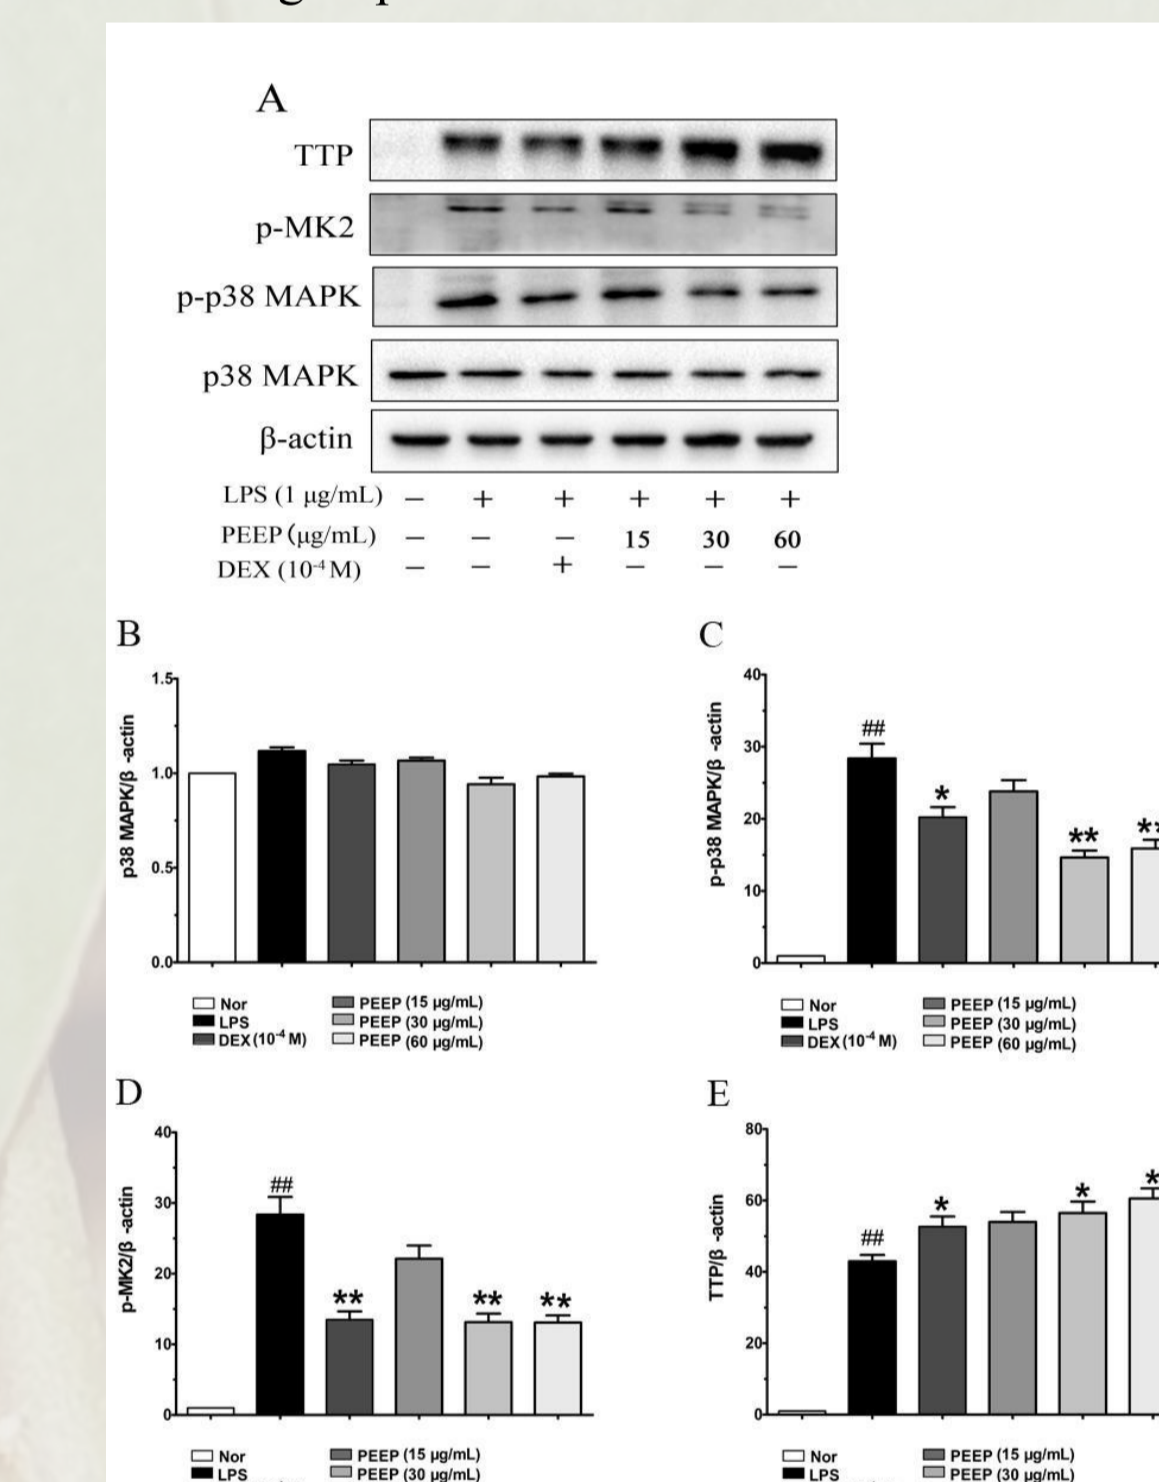 A
TTP
p-MK2
p-p38 MAPK
p38 MAPK
β-actin
LPS (1 μg/mL) − + + + + +
PEEP (μg/mL) − − − 15 30 60
DEX (10-4 M) − − + − − −
B
1.5
1.0
0.5
0.0
p38 MAPK/β -actin
Nor
LPS
DEX (10-4 M)
PEEP (15 μg/mL)
PEEP (30 μg/mL)
PEEP (60 μg/mL)
C
40
30
20
10
0
p-p38 MAPK/β -actin
##
*
**
**
Nor
LPS
DEX (10-4 M)
PEEP (15 μg/mL)
PEEP (30 μg/mL)
PEEP (60 μg/mL)
D
40
30
20
10
0
p-MK2/β -actin
##
**
**
**
Nor
LPS
PEEP (15 μg/mL)
PEEP (30 μg/mL)
E
80
60
40
20
0
TTP/β -actin
##
*
*
*
Nor
LPS
PEEP (15 μg/mL)
PEEP (30 μg/mL)